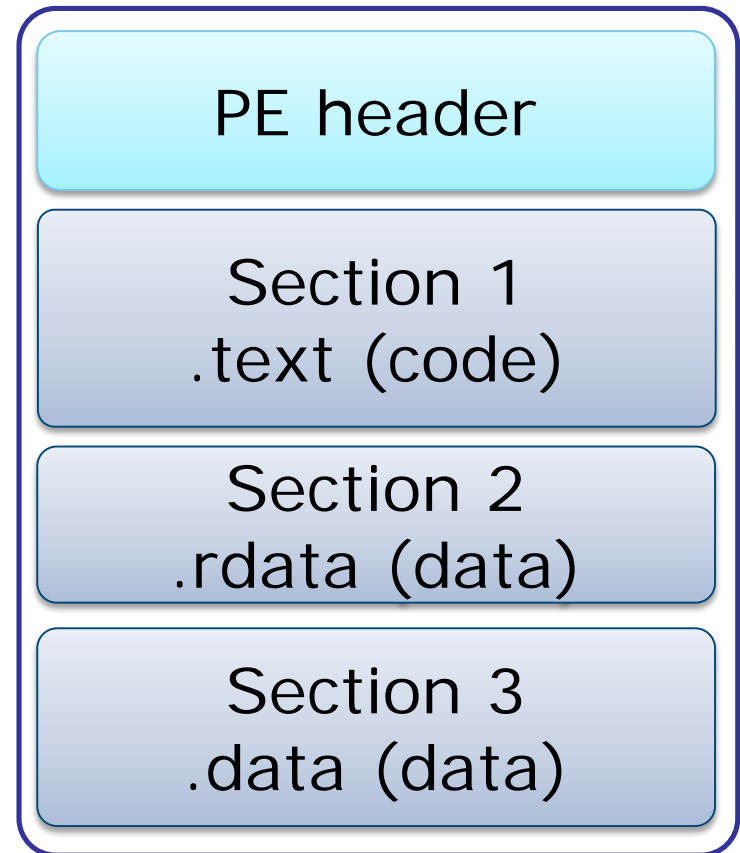 PE header
Section 1
.text (code)
Section 2
.rdata (data)
Section 3
.data (data)